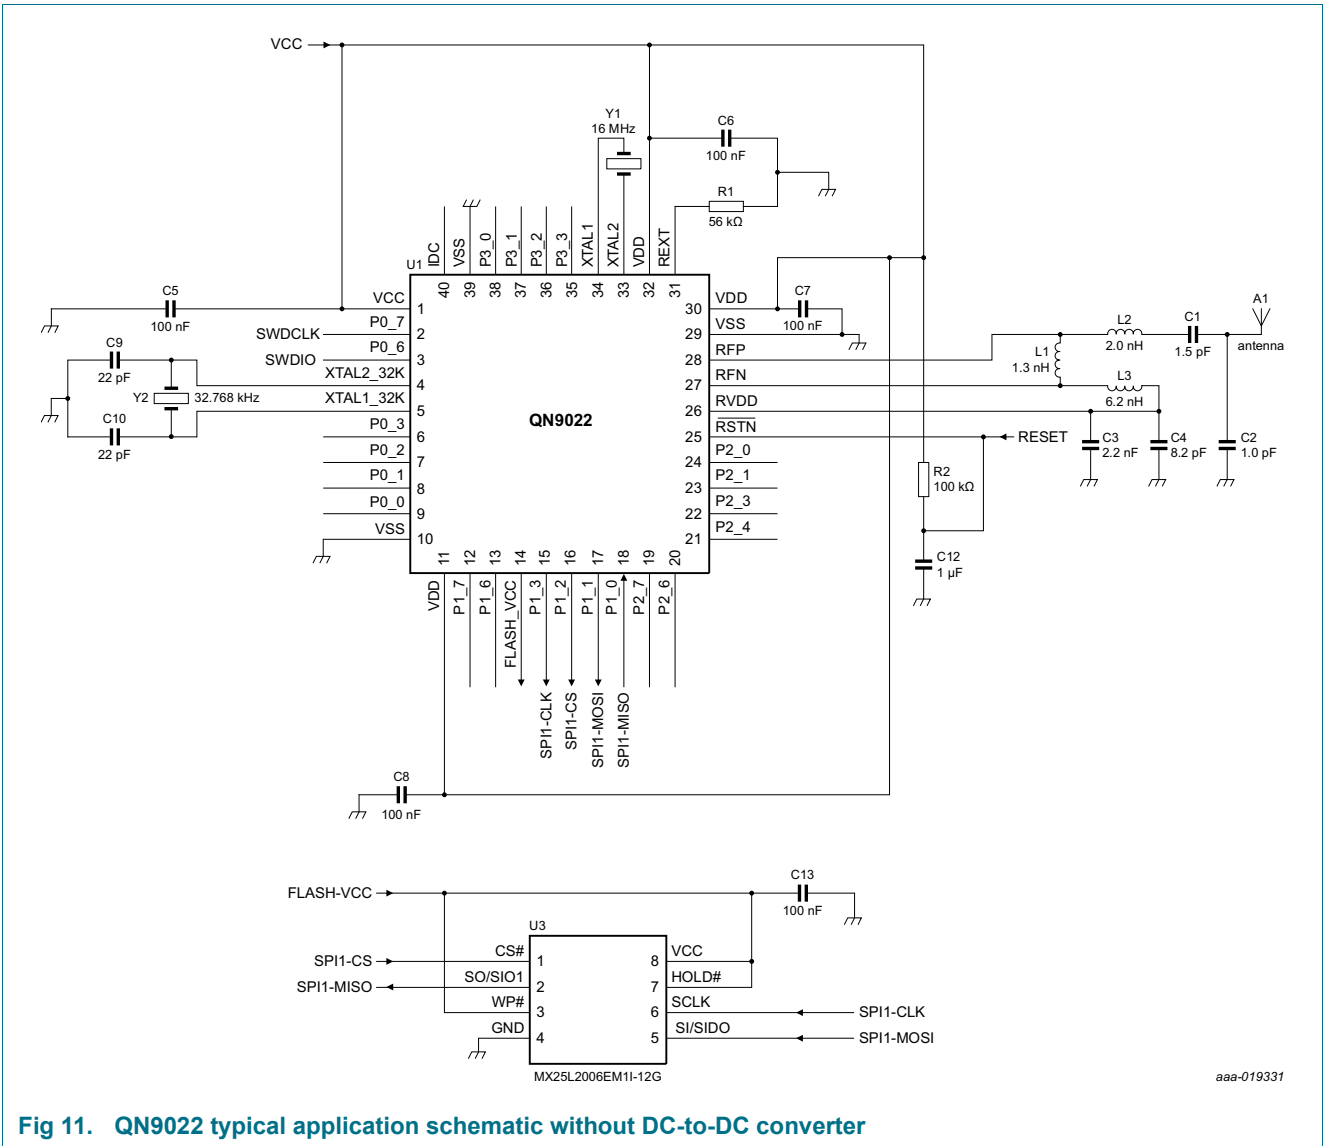 VCC
Y1
16 MHz
C6
100 nF
R1
56 kΩ
U1
IDC
VSS
P3_0
P3_1
P3_2
P3_3
XTAL1
XTAL2
VDD
REXT
40
39
38
37
36
35
34
33
32
31
C5
100 nF
SWDCLK
SWDIO
C9
22 pF
Y2
32.768 kHz
C10
22 pF
VCC
1
P0_7
2
P0_6
3
XTAL2_32K
4
XTAL1_32K
5
P0_3
6
P0_2
7
P0_1
8
P0_0
9
VSS
10
QN9022
30
VDD
29
VSS
28
RFP
27
RFN
26
RVDD
25
RSTN
24
P2_0
23
P2_1
22
P2_3
21
P2_4
C7
100 nF
L1
1.3 nH
L2
2.0 nH
C1
1.5 pF
A1
antenna
L3
6.2 nH
RESET
C3
2.2 nF
C4
8.2 pF
C2
1.0 pF
R2
100 kΩ
C12
1 µF
11
12
13
14
15
16
17
18
19
20
VDD
P1_7
P1_6
FLASH_VCC
P1_3
P1_2
P1_1
P1_0
P2_7
P2_6
SPI1-CLK
SPI1-CS
SPI1-MOSI
SPI1-MISO
C8
100 nF
FLASH-VCC
C13
100 nF
U3
SPI1-CS
CS#
1
SPI1-MISO
SO/SIO1
2
WP#
3
GND
4
8
VCC
7
HOLD#
6
SCLK
SPI1-CLK
5
SI/SIDO
SPI1-MOSI
MX25L2006EM1I-12G
aaa-019331
Fig 11. QN9022 typical application schematic without DC-to-DC converter